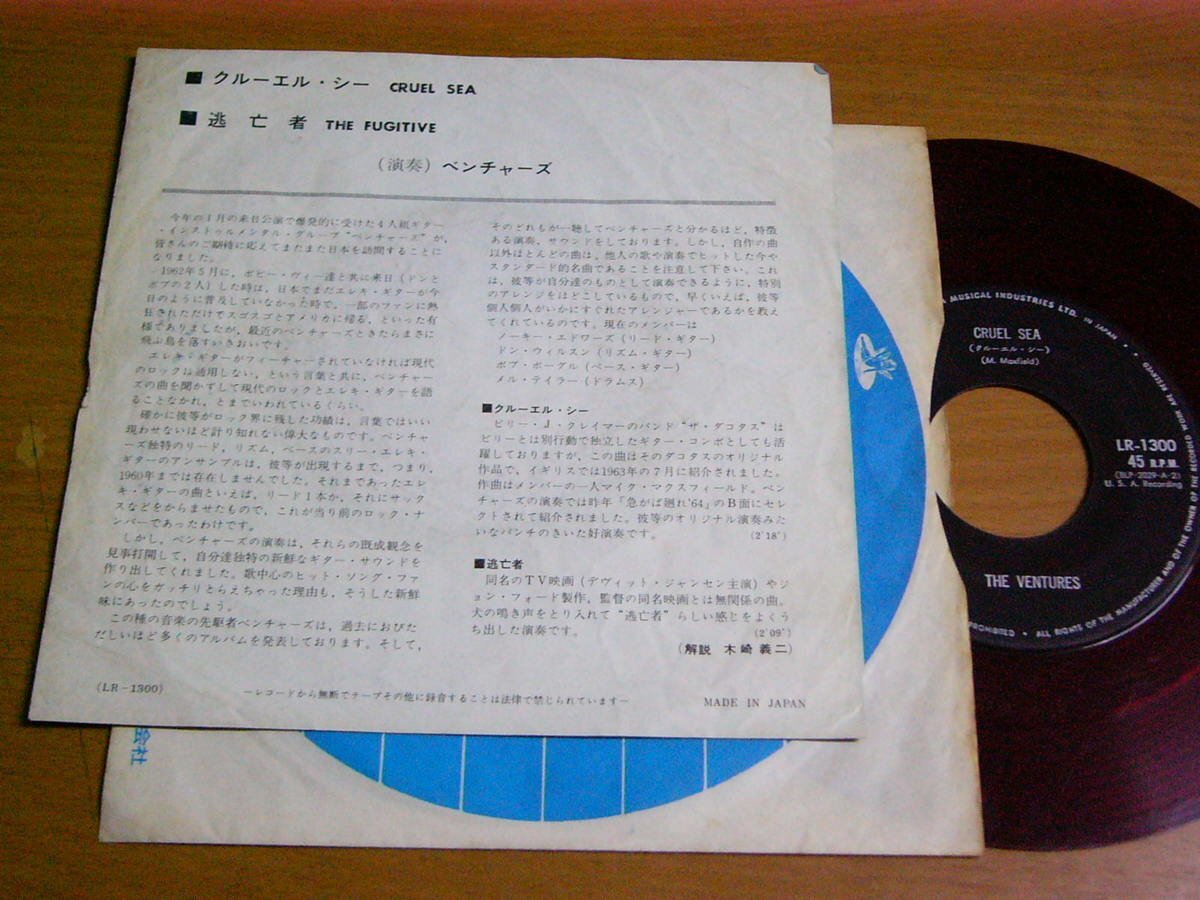 ■ クルーエル・シー CRUEL SEA
■ 逃亡者 THE FUGITIVE
(演奏) ベンチャーズ
今年の1月の来日公演で爆発的に受けた4人組ギター
・インストゥルメンタル・グループ“ベンチャーズ”が、
皆さんのご期待に応えてまたまた日本を訪問することに
なりました。
1962年5月に、ボビー・ヴィー達と共に来日(ドンと
ボブの2人)した時は、日本でまだエレキ・ギターが今
日のように普及していなかった時で、一部のファンに熱
狂されただけでスゴスゴとアメリカに帰る、といった有
様でありましたが、最近のベンチャーズときたらまさに
飛ぶ鳥を落すいきおいです。
エレキ・ギターがフィーチャーされていなければ現代
のロックは通用しない、という言葉と共に、ベンチャー
ズの曲を聞かずして現代のロックとエレキ・ギターを語
ることなかれ、とまでいわれているくらい。
確かに彼等がロック界に残した功績は、言葉ではいい
現わせないほど計り知れない偉大なものです。ベンチャ
ーズ独特のリード、リズム、ベースのスリー・エレキ・
ギターのアンサンブルは、彼等が出現するまで、つまり、
1960年までは存在しませんでした。それまであったエレ
キ・ギターの曲といえば、リード1本か、それにサック
スなどをからませたもので、これが当り前のロック・ナ
ンバーであったわけです。
しかし、ベンチャーズの演奏は、それらの既成観念を
見事打開して、自分達独特の新鮮なギター・サウンドを
作り出してくれました。歌中心のヒット・ソング・ファ
ンの心をガッチリとらえちゃった理由も、そうした新鮮
味にあったのでしょう。
この種の音楽の先駆者ベンチャーズは、過去におびた
だしいほど多くのアルバムを発表しております。そして、
そのどれもが一聴してベンチャーズと分かるほど、特徴
ある演奏、サウンドをしております。しかし、自作の曲
以外ほとんどの曲は、他人の歌や演奏でヒットした今や
スタンダード的名曲であることを注意して下さい。これ
は、彼等が自分達のものとして演奏できるように、特別
のアレンジをほどこしているもので、早くいえば、彼等
個人個人がいかにすぐれたアレンジャーであるかを教え
てくれているのです。現在のメンバーは
ノーキー・エドワーズ(リード・ギター)
ドン・ウィルスン(リズム・ギター)
ボブ・ボーグル(ベース・ギター)
メル・テイラー(ドラムス)
■クルーエル・シー
ビリー・J・クレイマーのバンド“ザ・ダコタス”は
ビリーとは別行動で独立したギター・コンボとしても活
躍しておりますが、この曲はそのダコタスのオリジナル
作品で、イギリスでは1963年の7月に紹介されました。
作曲はメンバーの一人マイク・マクスフィールド。ベン
チャーズの演奏では昨年「急がば廻れ'64」のB面にセレ
クトされて紹介されました。彼等のオリジナル演奏みた
いなパンチのきいた好演奏です。 (2'18")
■逃亡者
同名のTV映画(デヴィット・ジャンセン主演)やジョ
ン・フォード製作、監督の同名映画とは無関係の曲。
犬の鳴き声をとり入れて“逃亡者”らしい感じをよくう
ち出した演奏です。 (2'09")
(解説 木崎義二)
(LR-1300)
―レコードから無断でテープその他に録音することは法律で禁じられています―
MADE IN JAPAN
会社
MUSICAL INDUSTRIES LTD. IN JAPAN
CRUEL SEA
(クルーエル・シー)
(M. Maxfield)
LR-1300
45 R.P.M.
(BLP-2029-A-2)
U.S.A. Recording
THE VENTURES
PROHIBITED • ALL RIGHTS OF THE MANUFACTURER AND OF THE OWNER OF THE RECORDED WORK ARE RESERVED